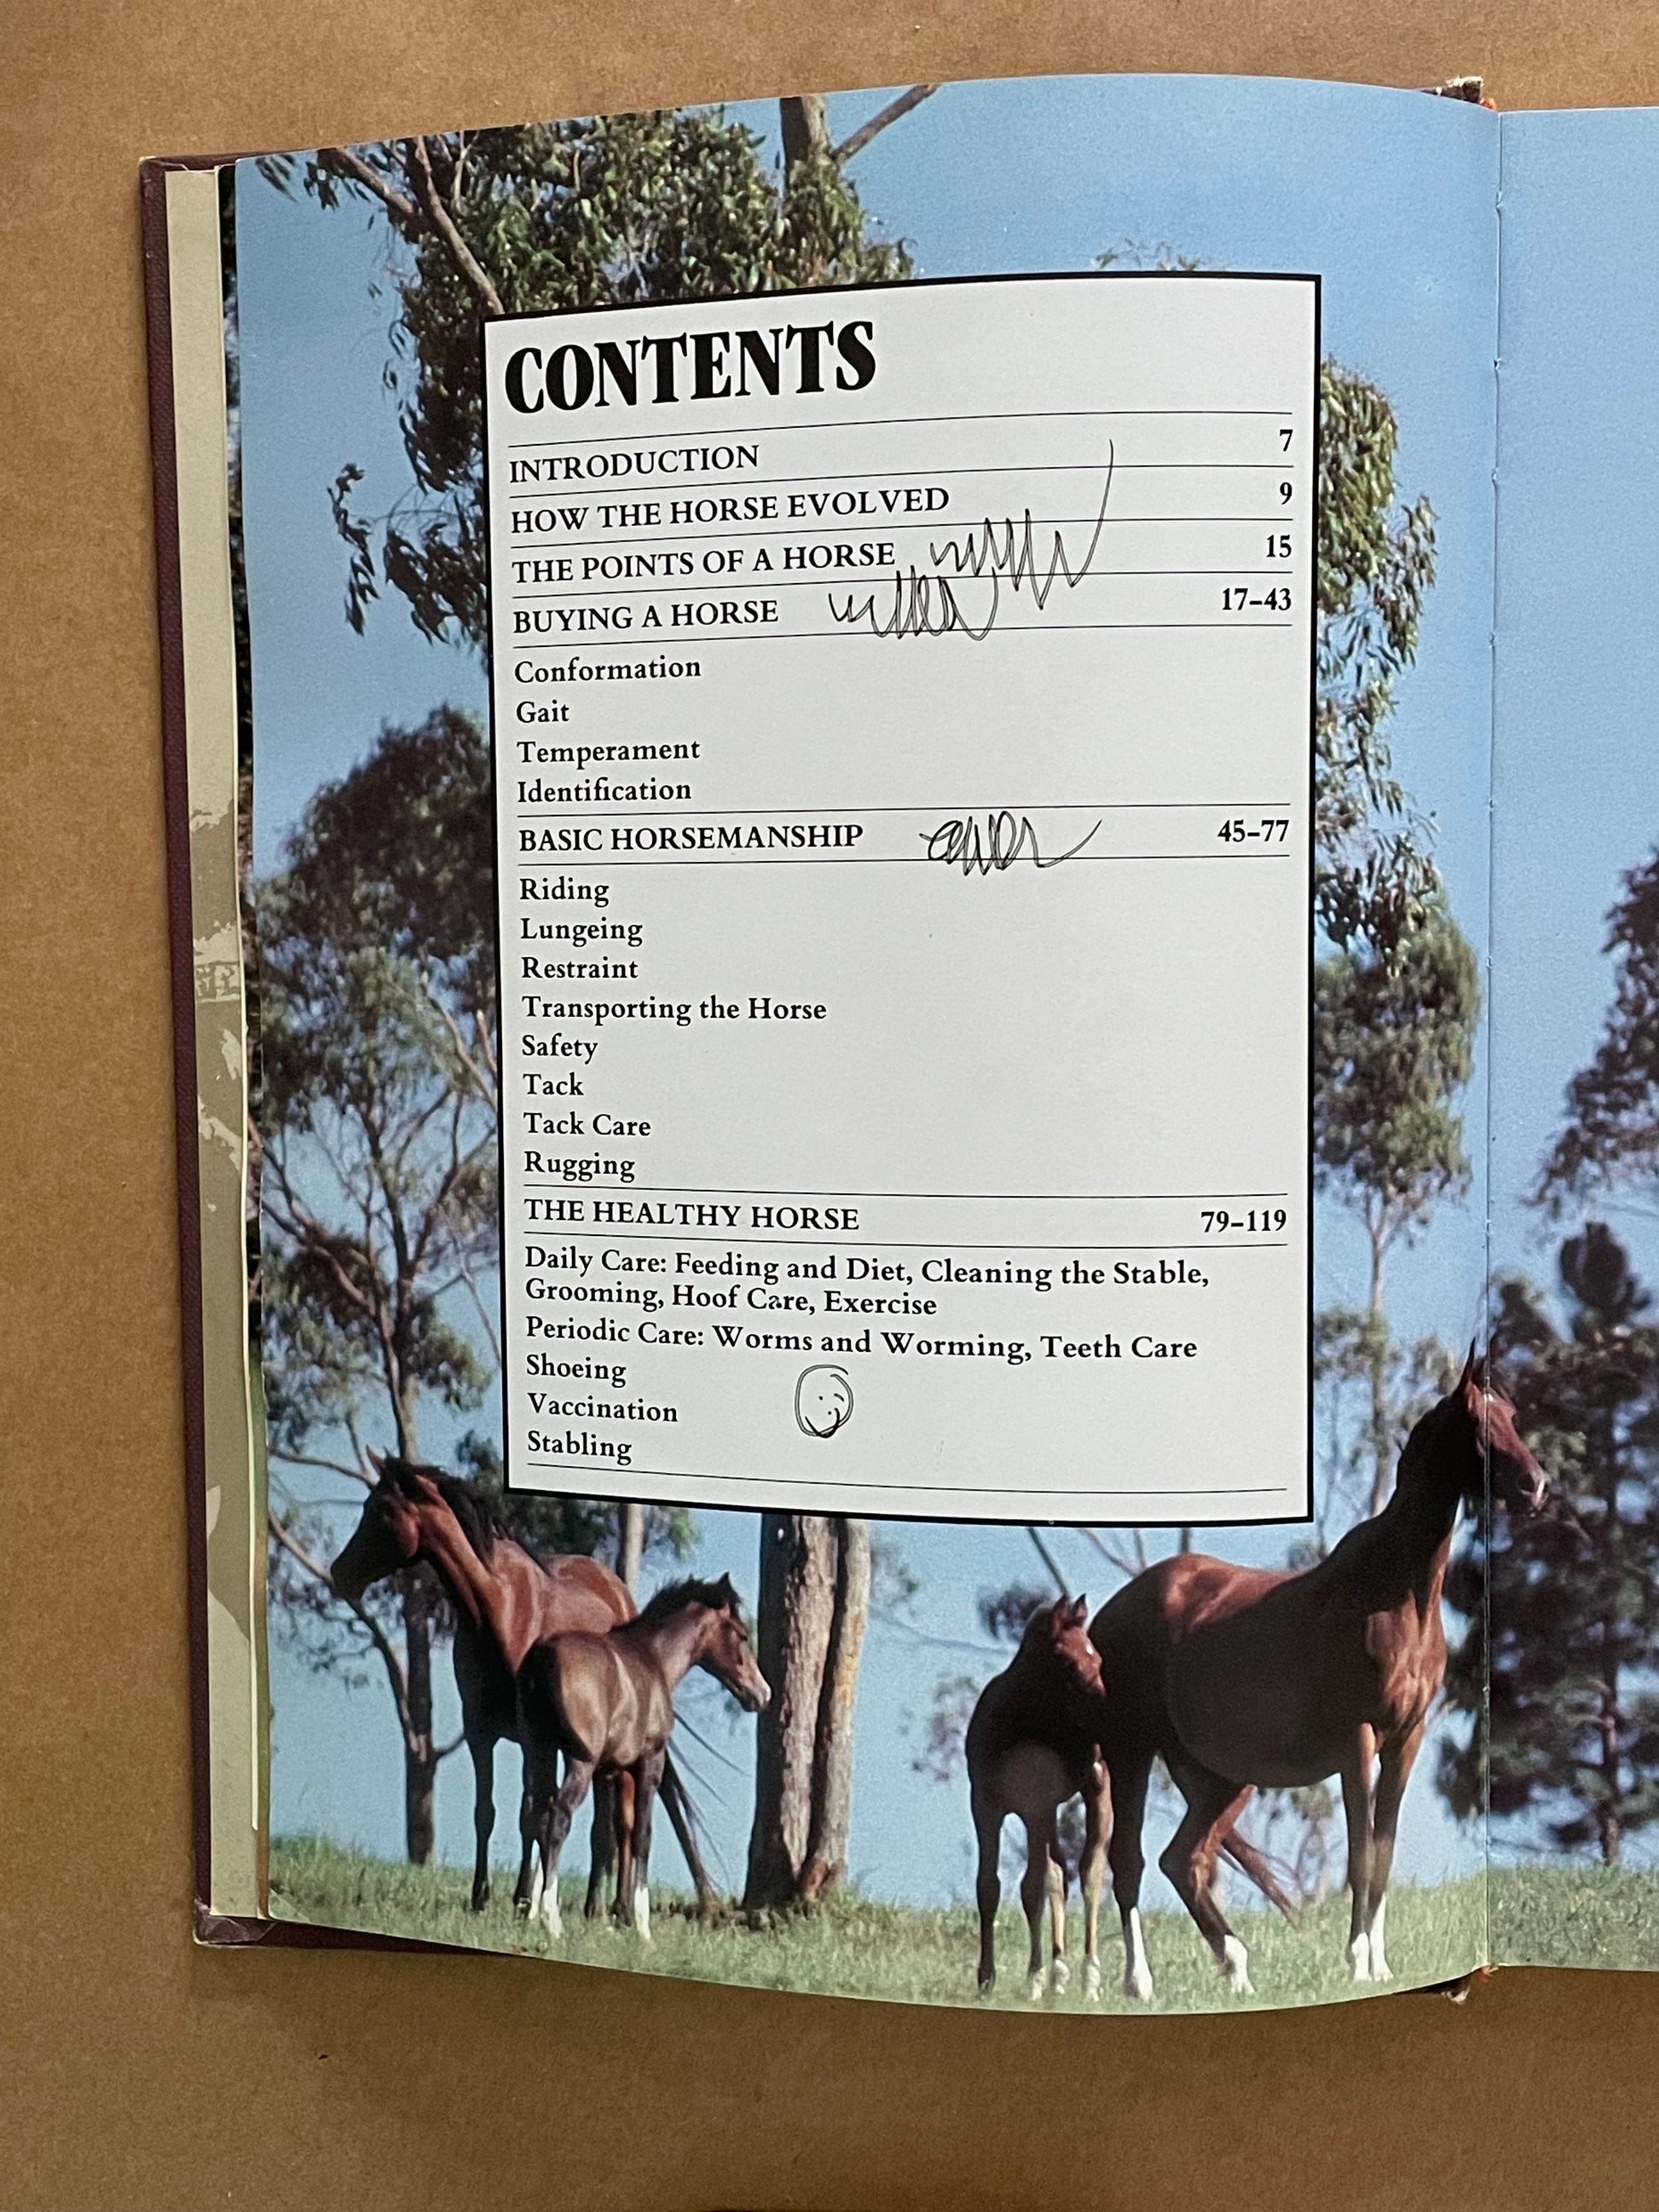 CONTENTS
INTRODUCTION 7
HOW THE HORSE EVOLVED 9
THE POINTS OF A HORSE 15
BUYING A HORSE 17–43
Conformation
Gait
Temperament
Identification
BASIC HORSEMANSHIP 45–77
Riding
Lungeing
Restraint
Transporting the Horse
Safety
Tack
Tack Care
Rugging
THE HEALTHY HORSE 79–119
Daily Care: Feeding and Diet, Cleaning the Stable,
Grooming, Hoof Care, Exercise
Periodic Care: Worms and Worming, Teeth Care
Shoeing
Vaccination
Stabling